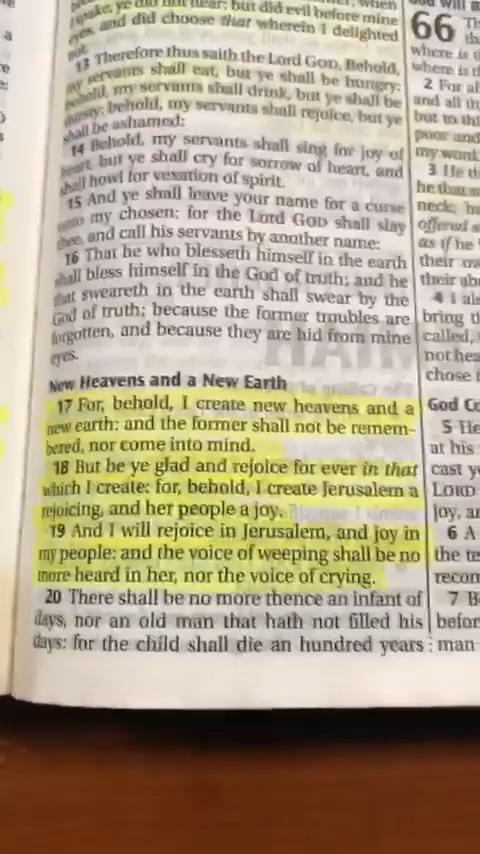 spake, ye did not hear; but did evil before mine
eyes, and did choose that wherein I delighted
not.
13 Therefore thus saith the Lord GOD, Behold,
my servants shall eat, but ye shall be hungry:
behold, my servants shall drink, but ye shall be
thirsty: behold, my servants shall rejoice, but ye
shall be ashamed:
14 Behold, my servants shall sing for joy of
heart, but ye shall cry for sorrow of heart, and
shall howl for vexation of spirit.
15 And ye shall leave your name for a curse
unto my chosen: for the Lord GOD shall slay
thee, and call his servants by another name:
16 That he who blesseth himself in the earth
shall bless himself in the God of truth; and he
that sweareth in the earth shall swear by the
God of truth; because the former troubles are
forgotten, and because they are hid from mine
eyes.
New Heavens and a New Earth
17 For, behold, I create new heavens and a
new earth: and the former shall not be remem-
bered, nor come into mind.
18 But be ye glad and rejoice for ever in that
which I create: for, behold, I create Jerusalem a
rejoicing, and her people a joy.
19 And I will rejoice in Jerusalem, and joy in
my people: and the voice of weeping shall be no
more heard in her, nor the voice of crying.
20 There shall be no more thence an infant of
days, nor an old man that hath not filled his
days: for the child shall die an hundred years
66
where is
where is
2 For al
and all th
but to thi
poor and
my word
3 He th
he that s
neck; he
offered
as if he
their
their ab
4 I al
bring t
called,
not hea
chose
God Co
5 He
at his
cast y
LORD
joy, a
6 A
the te
recom
7 B
befor
man